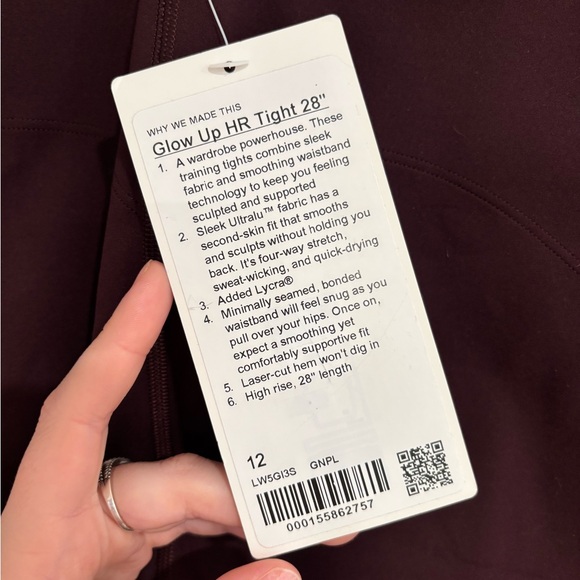 WHY WE MADE THIS
Glow Up HR Tight 28"
1. A wardrobe powerhouse. These
training tights combine sleek
fabric and smoothing waistband
technology to keep you feeling
sculpted and supported
2. Sleek Ultralu™ fabric has a
second-skin fit that smooths
and sculpts without holding you
back. It's four-way stretch,
sweat-wicking, and quick-drying
3. Added Lycra®
4. Minimally seamed, bonded
waistband will feel snug as you
pull over your hips. Once on,
expect a smoothing yet
comfortably supportive fit
5. Laser-cut hem won't dig in
6. High rise, 28" length
12
LW5GI3S GNPL
000155862757